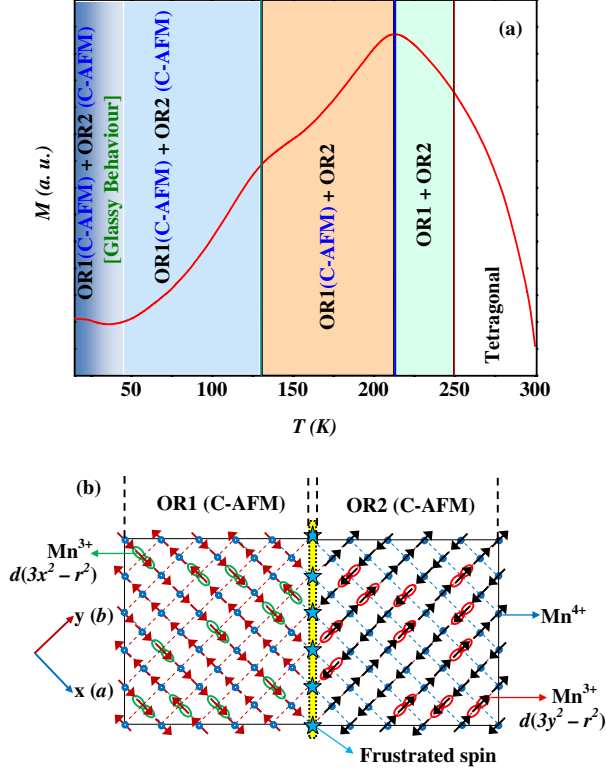 (a)
M (a. u.)
OR1(C-AFM) + OR2 (C-AFM)
[Glassy Behaviour]
OR1(C-AFM) + OR2 (C-AFM)
OR1(C-AFM) + OR2
OR1 + OR2
Tetragonal
50 100 150 200 250 300
T (K)
(b)
OR1 (C-AFM) OR2 (C-AFM)
Mn³⁺
d(3x² – r²)
y (b)
x (a)
Mn⁴⁺
Mn³⁺
d(3y² – r²)
Frustrated spin